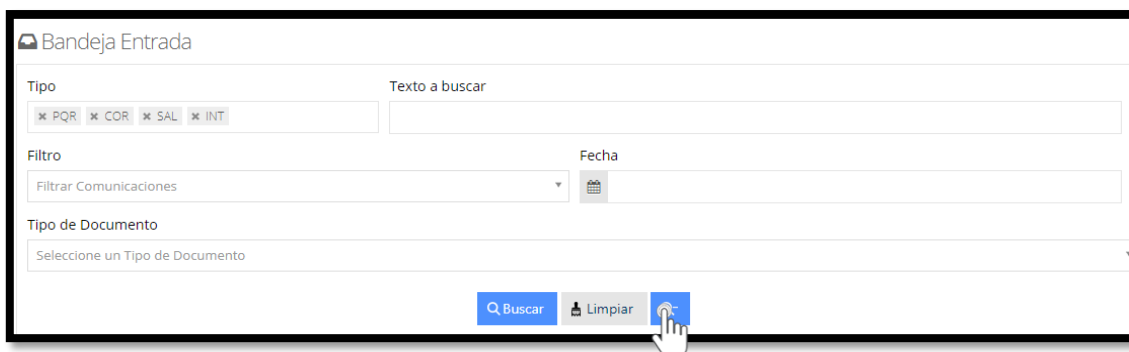 Bandeja Entrada
Tipo Texto a buscar
× PQR × COR × SAL × INT
Filtro Fecha
Filtrar Comunicaciones
Tipo de Documento
Seleccione un Tipo de Documento
Buscar Limpiar